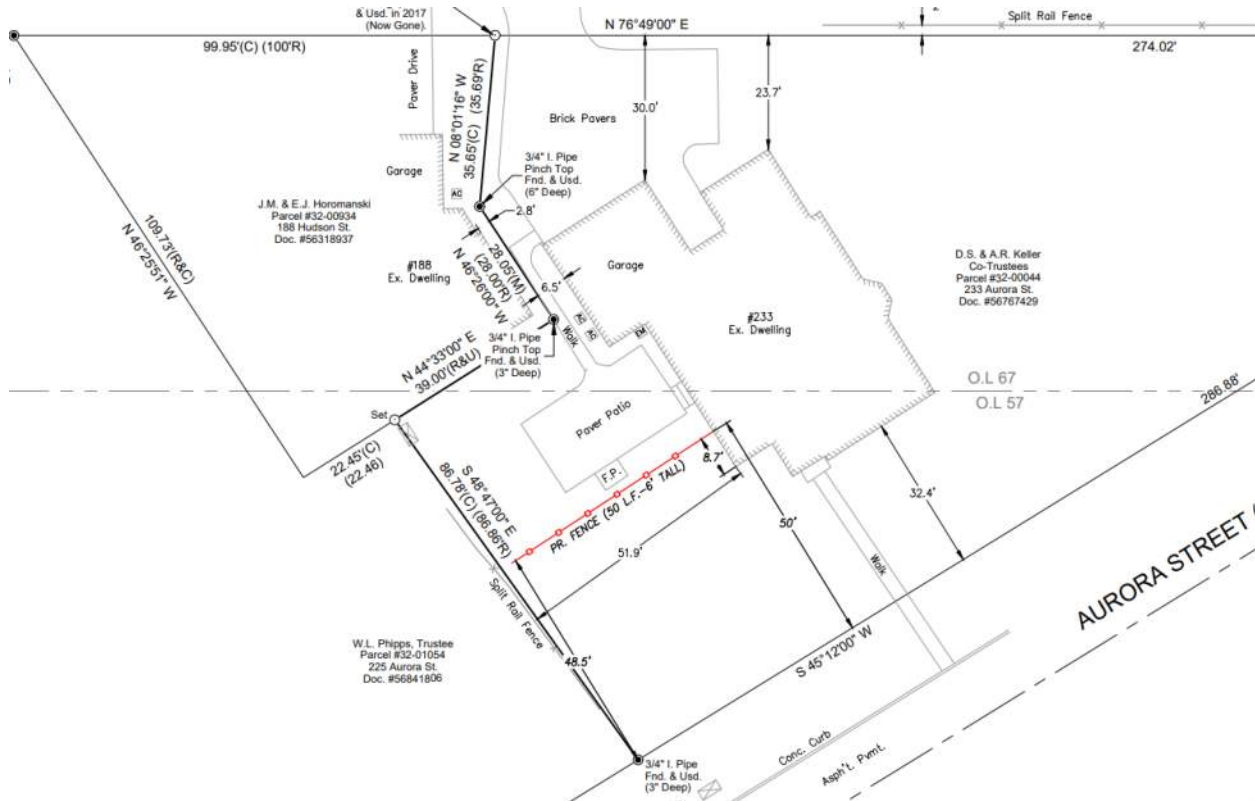 & Usd. in 2017
(Now Gone).
N 76°49'00" E
Split Rail Fence
99.95'(C) (100'R)
274.02'
Paver Drive
N 08°01'16" W
35.65'(C) (35.69'R)
30.0'
23.7'
Brick Pavers
3/4" I. Pipe
Pinch Top
Fnd. & Usd.
(6" Deep)
Garage
AC
2.8'
J.M. & E.J. Horomanski
Parcel #32-00934
188 Hudson St.
Doc. #56318937
109.73'(R&C)
N 46°25'51" W
#188
Ex. Dwelling
28.05'(M)
(28.00'R)
N 46°26'00" W
6.5'
Garage
D.S. & A.R. Keller
Co-Trustees
Parcel #32-00044
233 Aurora St.
Doc. #56767429
AC
AC
EM
#233
Ex. Dwelling
Walk
3/4" I. Pipe
Pinch Top
Fnd. & Usd.
(3" Deep)
N 44°33'00" E
39.00'(R&U)
O.L 67
O.L 57
286.88'
Set
Paver Patio
22.45'(C)
(22.46)
S 48°47'00" E
86.78'(C) (86.86'R)
F.P.
PR. FENCE (50 L.F.-6' TALL)
8.7'
32.4'
50'
51.9'
Split Rail Fence
Walk
AURORA STREET
W.L. Phipps, Trustee
Parcel #32-01054
225 Aurora St.
Doc. #56841806
48.5'
S 45°12'00" W
Conc. Curb
Asph't. Pvmt.
3/4" I. Pipe
Fnd. & Usd.
(3" Deep)